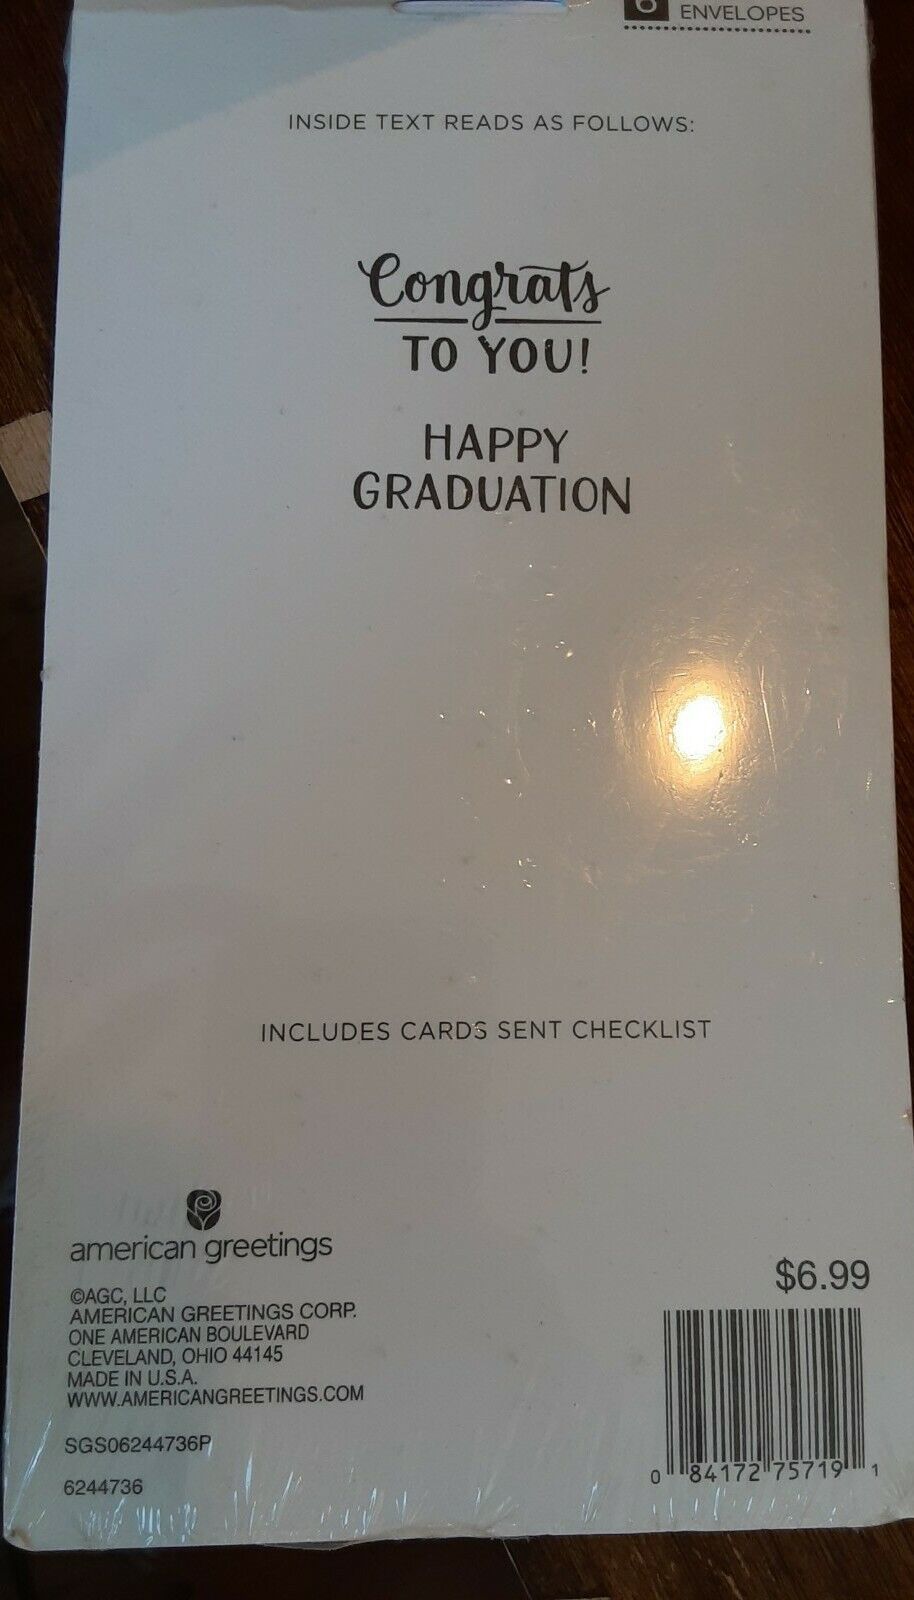 6 ENVELOPES
INSIDE TEXT READS AS FOLLOWS:
Congrats
TO YOU!
HAPPY
GRADUATION
INCLUDES CARDS SENT CHECKLIST
american greetings
©AGC, LLC
AMERICAN GREETINGS CORP.
ONE AMERICAN BOULEVARD
CLEVELAND, OHIO 44145
MADE IN U.S.A.
WWW.AMERICANGREETINGS.COM
SGS06244736P
6244736
$6.99
0 84172 75719 1